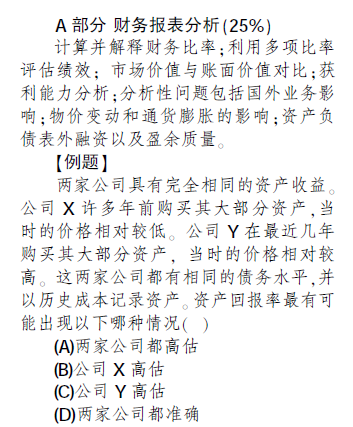 A 部分 财务报表分析(25%)
计算并解释财务比率;利用多项比率
评估绩效; 市场价值与账面价值对比;获
利能力分析;分析性问题包括国外业务影
响;物价变动和通货膨胀的影响;资产负
债表外融资以及盈余质量。
【例题】
两家公司具有完全相同的资产收益。
公司 X 许多年前购买其大部分资产,当
时的价格相对较低。公司 Y 在最近几年
购买其大部分资产, 当时的价格相对较
高。这两家公司都有相同的债务水平,并
以历史成本记录资产。资产回报率最有可
能出现以下哪种情况( )
(A)两家公司都高估
(B)公司 X 高估
(C)公司 Y 高估
(D)两家公司都准确